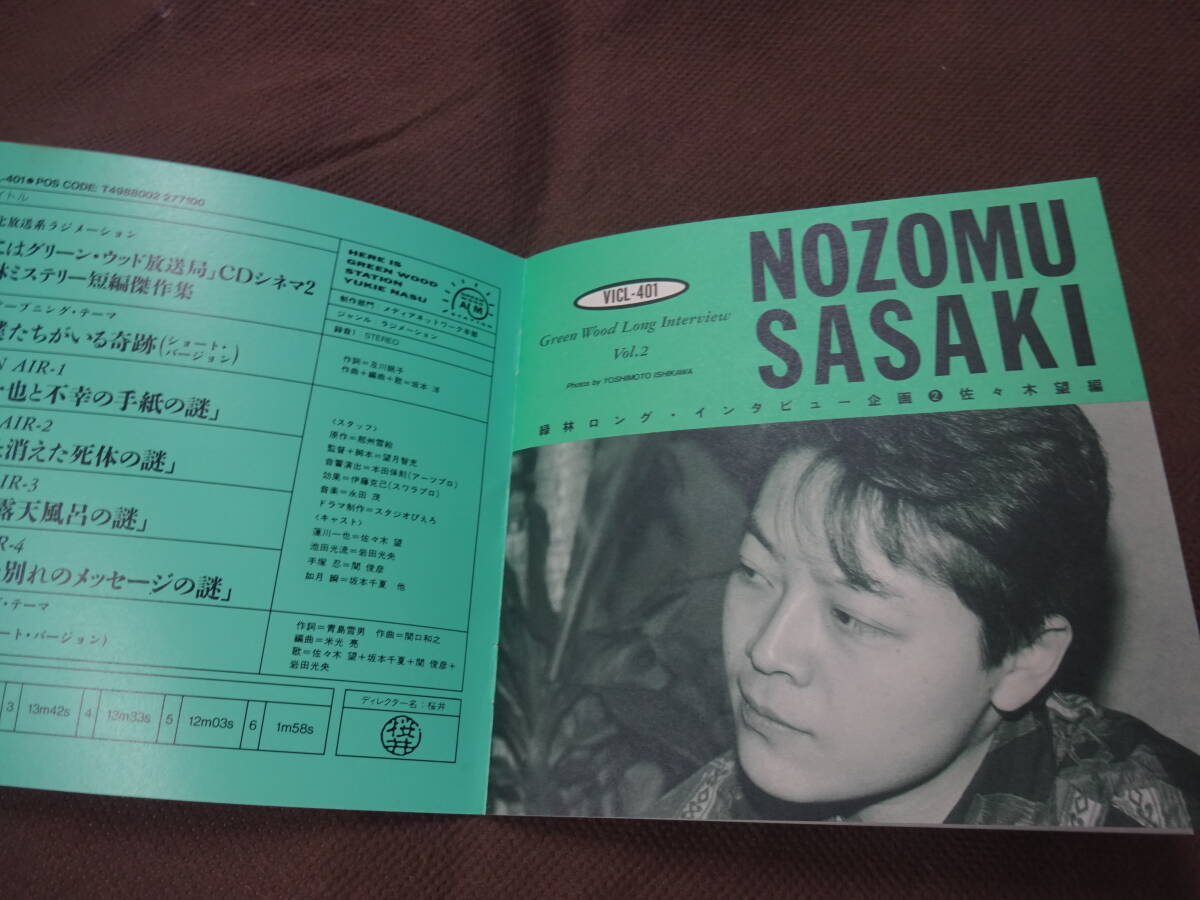 -401●POS CODE: T4988002 277100
イトル
放送系ラジメーション
はグリーン・ウッド放送局」CDシネマ2
ミステリー短編傑作集
ープニング・テーマ
たちがいる奇跡(ショート・バージョン)
N AIR-1
也と不幸の手紙の謎」
AIR-2
消えた死体の謎」
IR-3
露天風呂の謎」
R-4
別れのメッセージの謎」
・テーマ
ート・バージョン)
3 13m42s 4 13m33s 5 12m03s 6 1m58s
HERE IS
GREEN WOOD
STATION
YUKIE NASU
制作部門 メディアネットワーク本部
ジャンル ラジメーション
録音1 STEREO
作詞=及川眠子
作曲+編曲+歌=坂本 洋
〈スタッフ〉
原作=那州雪絵
監督+脚本=望月智充
音響演出=本田保則(アーツプロ)
効果=伊藤克己(スワラプロ)
音楽=永田 茂
ドラマ制作=スタジオぴえろ
〈キャスト〉
蓮川一也=佐々木 望
池田光流=岩田光央
手塚 忍=関 俊彦
如月 瞬=坂本千夏 他
作詞=青島雪男 作曲=関口和之
編曲=米光 亮
歌=佐々木 望+坂本千夏+関 俊彦+
岩田光央
ディレクター名:桜井
桜井
VICL-401
Green Wood Long Interview
Vol.2
Photos by YOSHIMOTO ISHIKAWA
NOZOMU
SASAKI
緑林ロング・インタビュー企画❷佐々木望編